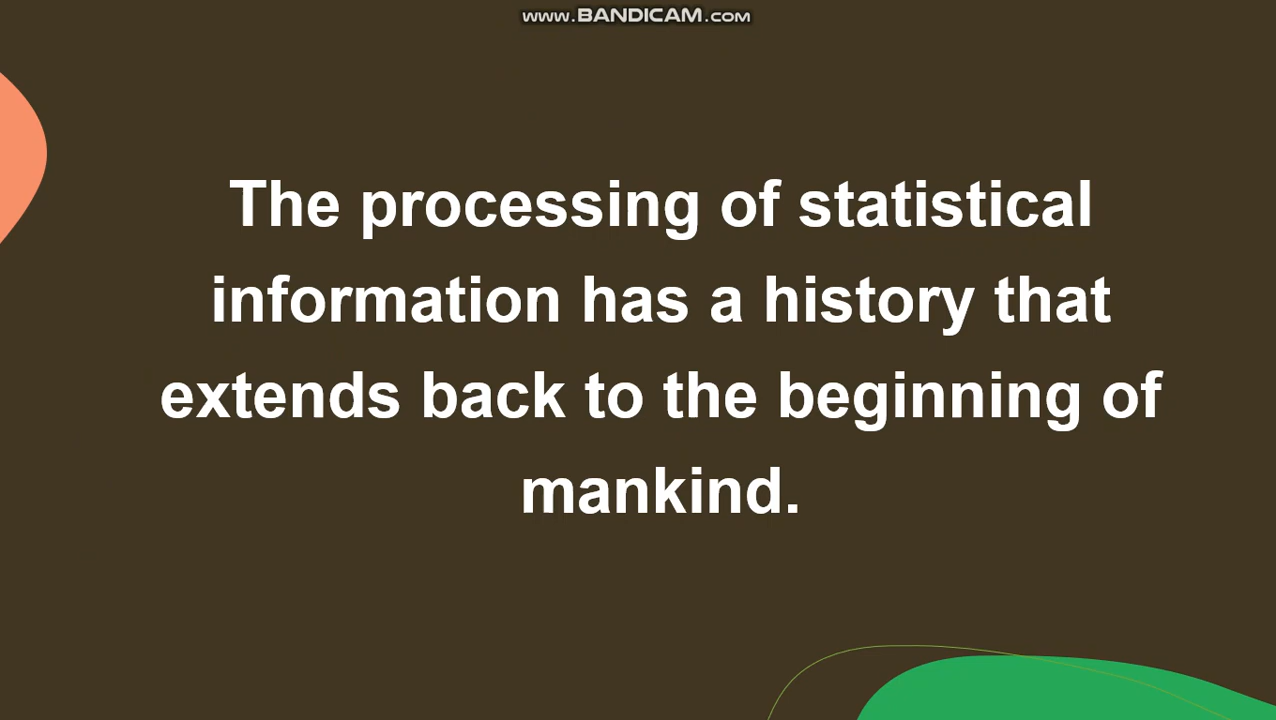 www.BANDICAM.com
The processing of statistical
information has a history that
extends back to the beginning of
mankind.